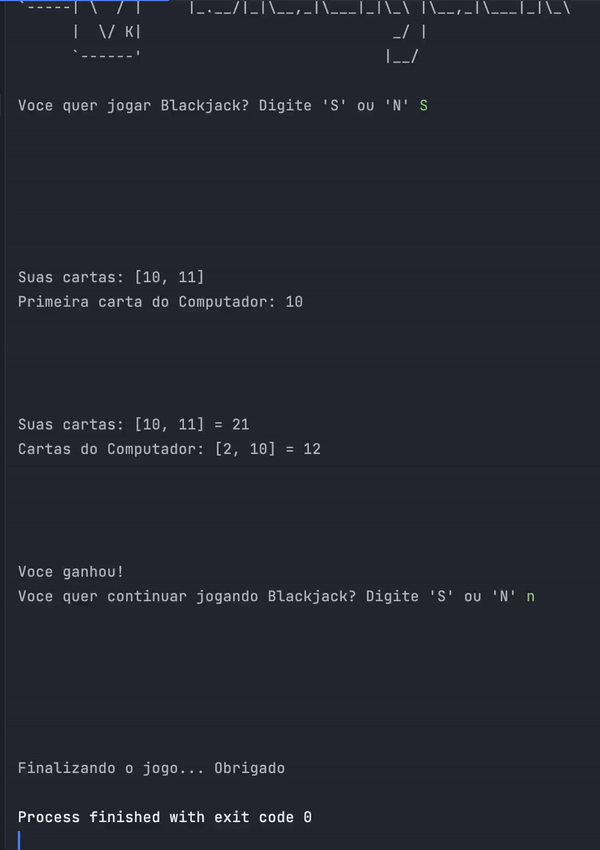 `-----| \  / |     |_.__/|_|\__,_|\___|_|\_\ |\__,_|\___|_|\_\
      |  \/ K|                            _/ |
      `------'                           |__/
Voce quer jogar Blackjack? Digite 'S' ou 'N' S
Suas cartas: [10, 11]
Primeira carta do Computador: 10
Suas cartas: [10, 11] = 21
Cartas do Computador: [2, 10] = 12
Voce ganhou!
Voce quer continuar jogando Blackjack? Digite 'S' ou 'N' n
Finalizando o jogo... Obrigado
Process finished with exit code 0